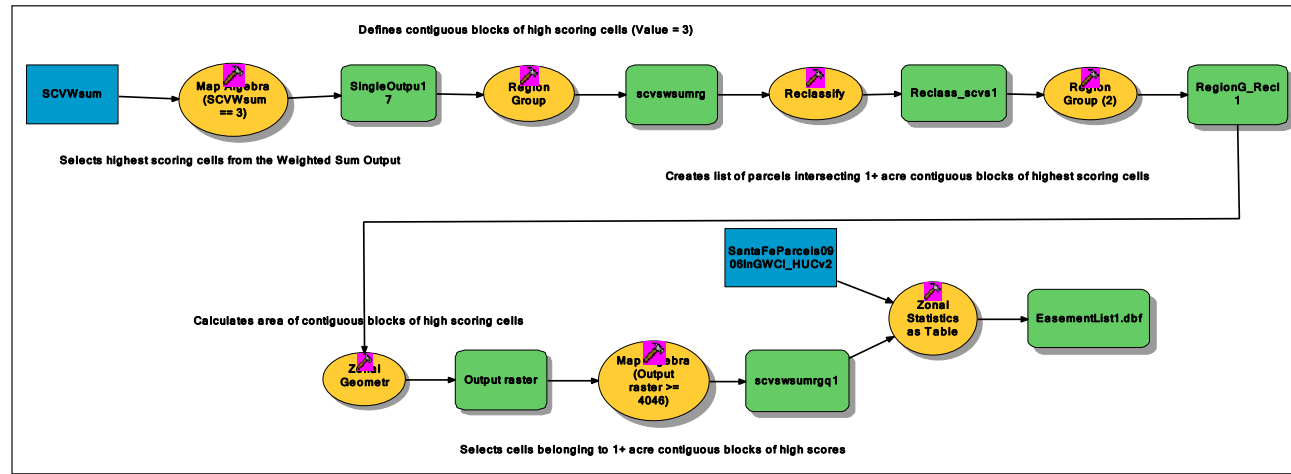 Defines contiguous blocks of high scoring cells (Value = 3)
SCVWsum
Map Algebra
(SCVWsum
== 3)
SingleOutpu1
7
Region
Group
scvswsumrg
Reclassify
Reclass_scvs1
Region
Group (2)
RegionG_Recl
1
Selects highest scoring cells from the Weighted Sum Output
Creates list of parcels intersecting 1+ acre contiguous blocks of highest scoring cells
SantaFeParcels09
06InGWCI_HUCv2
Zonal
Statistics
as Table
EasementList1.dbf
Calculates area of contiguous blocks of high scoring cells
Zonal
Geometr
Output raster
Map Algebra
(Output
raster >=
4046)
scvswsumrgq1
Selects cells belonging to 1+ acre contiguous blocks of high scores